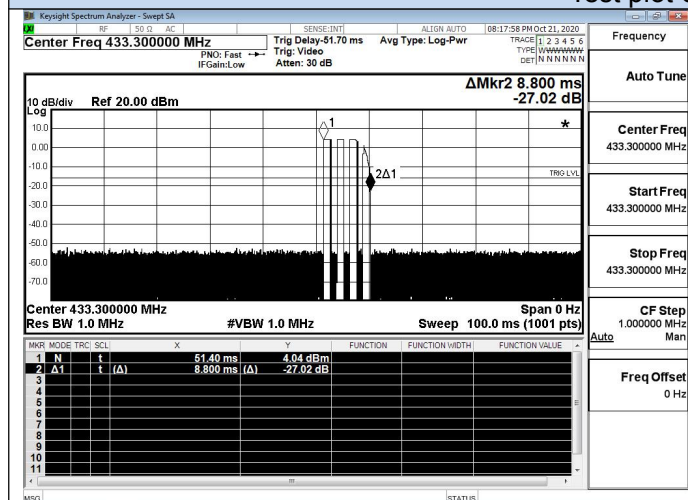 Keysight Spectrum Analyzer - Swept SA
RF 50 Ω AC SENSE:INT ALIGN AUTO 08:17:58 PM Oct 21, 2020
Center Freq 433.300000 MHz
PNO: Fast
IFGain:Low
Trig Delay-51.70 ms
Trig: Video
Atten: 30 dB
Avg Type: Log-Pwr
TRACE 1 2 3 4 5 6
TYPE
DET N N N N N N
ΔMkr2 8.800 ms
-27.02 dB
10 dB/div Ref 20.00 dBm
Log
10.0
0.00
-10.0
-20.0
-30.0
-40.0
-50.0
-60.0
-70.0
1
*
2Δ1
TRIG LVL
Center 433.300000 MHz Span 0 Hz
Res BW 1.0 MHz #VBW 1.0 MHz Sweep 100.0 ms (1001 pts)
MKR MODE TRC SCL X Y FUNCTION FUNCTION WIDTH FUNCTION VALUE
1 N t 51.40 ms 4.04 dBm
2 Δ1 t (Δ) 8.800 ms (Δ) -27.02 dB
3
4
5
6
7
8
9
10
11
MSG STATUS
Frequency
Auto Tune
Center Freq
433.300000 MHz
Start Freq
433.300000 MHz
Stop Freq
433.300000 MHz
CF Step
1.000000 MHz
Auto Man
Freq Offset
0 Hz